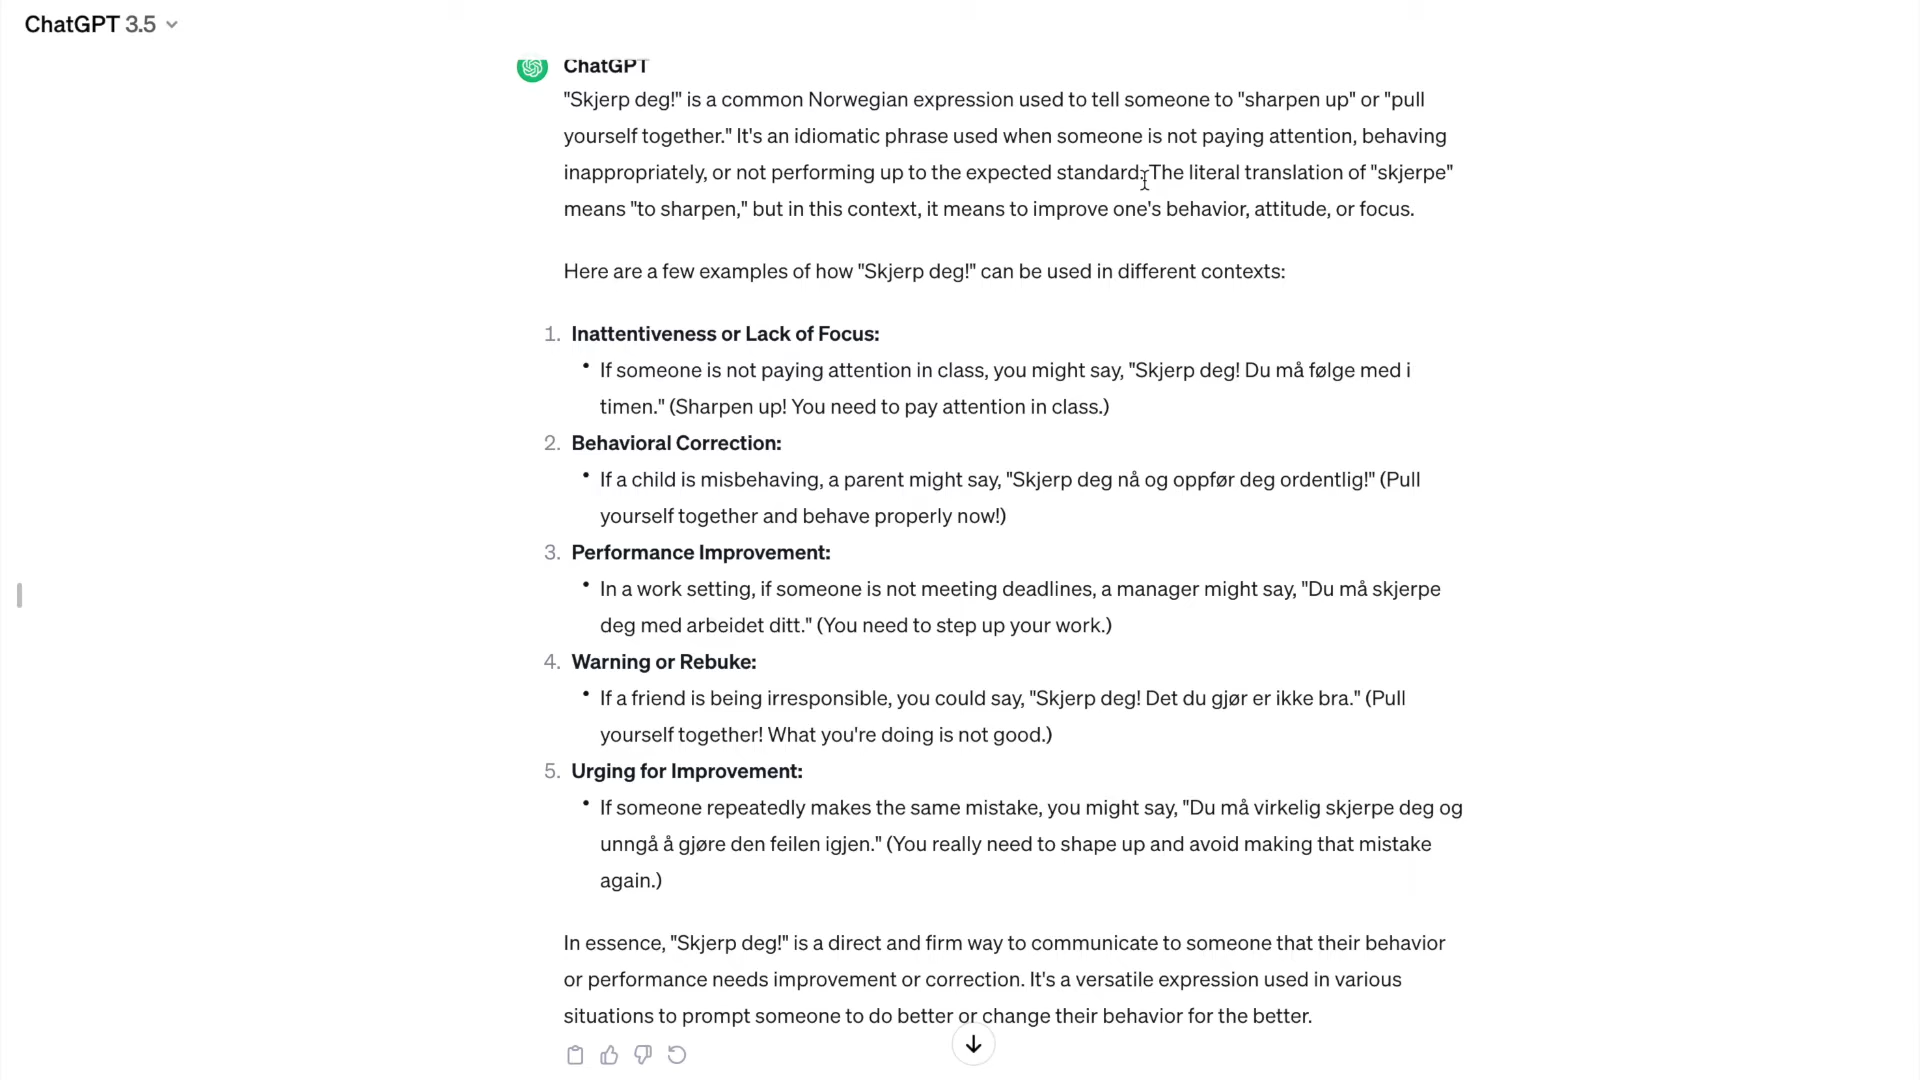 ChatGPT 3.5
ChatGPT
"Skjerp deg!" is a common Norwegian expression used to tell someone to "sharpen up" or "pull
yourself together." It's an idiomatic phrase used when someone is not paying attention, behaving
inappropriately, or not performing up to the expected standard. The literal translation of "skjerpe"
means "to sharpen," but in this context, it means to improve one's behavior, attitude, or focus.
Here are a few examples of how "Skjerp deg!" can be used in different contexts:
1. Inattentiveness or Lack of Focus:
• If someone is not paying attention in class, you might say, "Skjerp deg! Du må følge med i
timen." (Sharpen up! You need to pay attention in class.)
2. Behavioral Correction:
• If a child is misbehaving, a parent might say, "Skjerp deg nå og oppfør deg ordentlig!" (Pull
yourself together and behave properly now!)
3. Performance Improvement:
• In a work setting, if someone is not meeting deadlines, a manager might say, "Du må skjerpe
deg med arbeidet ditt." (You need to step up your work.)
4. Warning or Rebuke:
• If a friend is being irresponsible, you could say, "Skjerp deg! Det du gjør er ikke bra." (Pull
yourself together! What you're doing is not good.)
5. Urging for Improvement:
• If someone repeatedly makes the same mistake, you might say, "Du må virkelig skjerpe deg og
unngå å gjøre den feilen igjen." (You really need to shape up and avoid making that mistake
again.)
In essence, "Skjerp deg!" is a direct and firm way to communicate to someone that their behavior
or performance needs improvement or correction. It's a versatile expression used in various
situations to prompt someone to do better or change their behavior for the better.